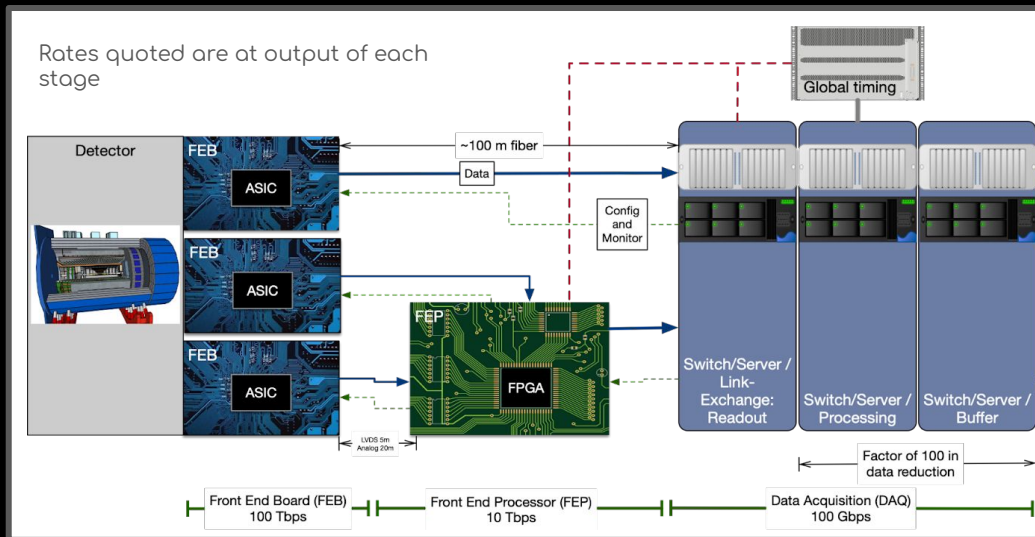 Rates quoted are at output of each
stage
Global timing
Detector
FEB
ASIC
~100 m fiber
Data
Config
and
Monitor
FEB
ASIC
FEP
FPGA
FEB
ASIC
LVDS 5m
Analog 20m
Switch/Server /
Link-
Exchange:
Readout
Switch/Server /
Processing
Switch/Server /
Buffer
Factor of 100 in
data reduction
Front End Board (FEB)
100 Tbps
Front End Processor (FEP)
10 Tbps
Data Acquisition (DAQ)
100 Gbps